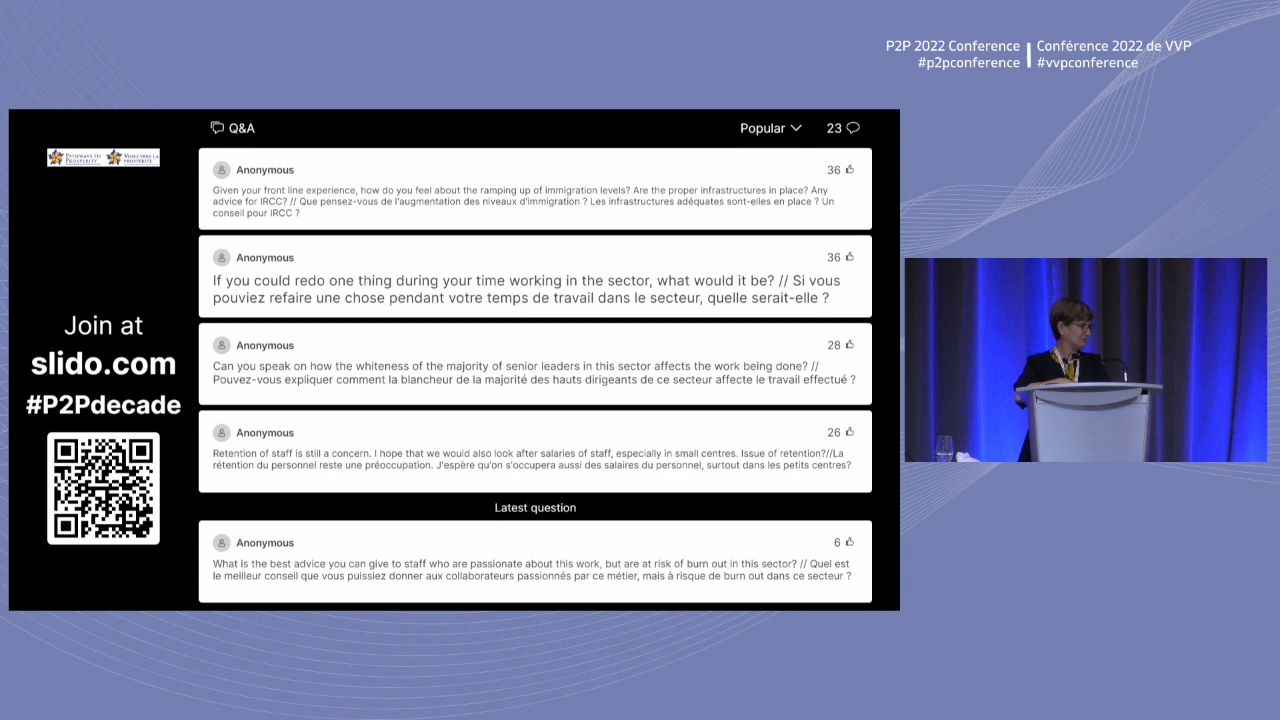 P2P 2022 Conference
#p2pconference
Conférence 2022 de VVP
#vvpconference
Q&A
Popular
23
PATHWAYS TO
PROSPERITY
VOIES VERS LA
PROSPÉRITÉ
Join at
slido.com
#P2Pdecade
Anonymous
36
Given your front line experience, how do you feel about the ramping up of immigration levels? Are the proper infrastructures in place? Any
advice for IRCC? // Que pensez-vous de l'augmentation des niveaux d'immigration ? Les infrastructures adéquates sont-elles en place ? Un
conseil pour IRCC ?
Anonymous
36
If you could redo one thing during your time working in the sector, what would it be? // Si vous
pouviez refaire une chose pendant votre temps de travail dans le secteur, quelle serait-elle ?
Anonymous
28
Can you speak on how the whiteness of the majority of senior leaders in this sector affects the work being done? //
Pouvez-vous expliquer comment la blancheur de la majorité des hauts dirigeants de ce secteur affecte le travail effectué ?
Anonymous
26
Retention of staff is still a concern. I hope that we would also look after salaries of staff, especially in small centres. Issue of retention?//La
rétention du personnel reste une préoccupation. J'espère qu'on s'occupera aussi des salaires du personnel, surtout dans les petits centres?
Latest question
Anonymous
6
What is the best advice you can give to staff who are passionate about this work, but are at risk of burn out in this sector? // Quel est
le meilleur conseil que vous puissiez donner aux collaborateurs passionnés par ce métier, mais à risque de burn out dans ce secteur ?